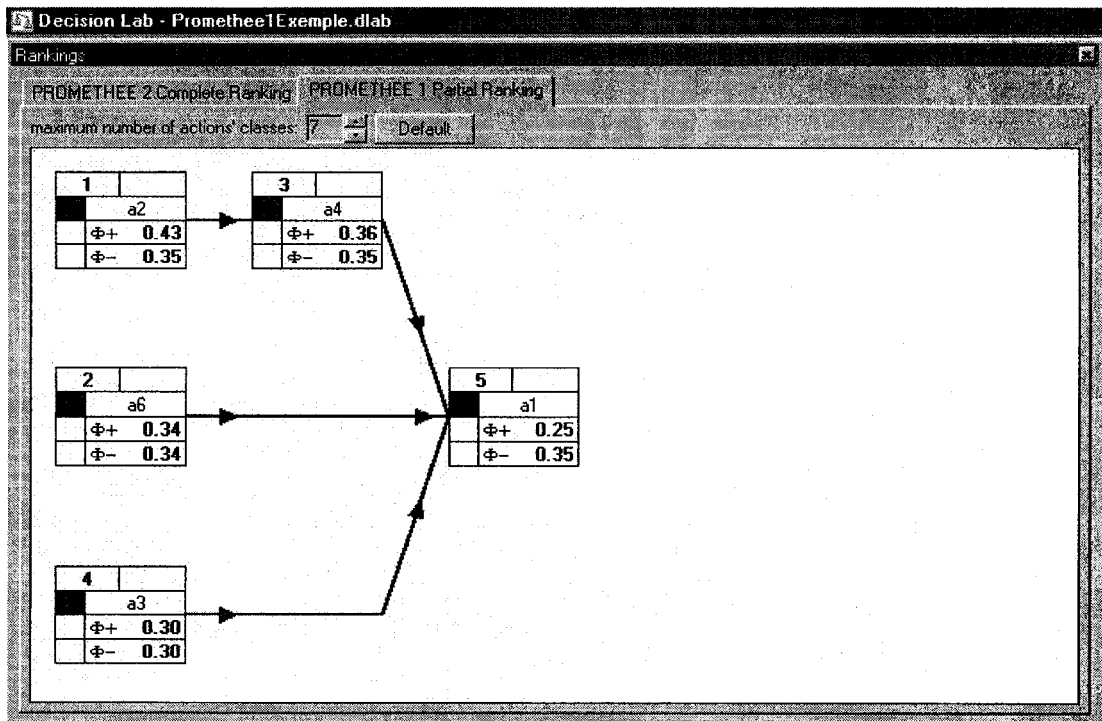 Decision Lab - Promethee1Exemple.dlab
Rankings
PROMETHEE 2 Complete Ranking PROMETHEE 1 Partial Ranking
maximum number of actions' classes: 7 Default
1 3
a2 a4
Φ+ 0.43 Φ+ 0.36
Φ− 0.35 Φ− 0.35
2 5
a6 a1
Φ+ 0.34 Φ+ 0.25
Φ− 0.34 Φ− 0.35
4
a3
Φ+ 0.30
Φ− 0.30